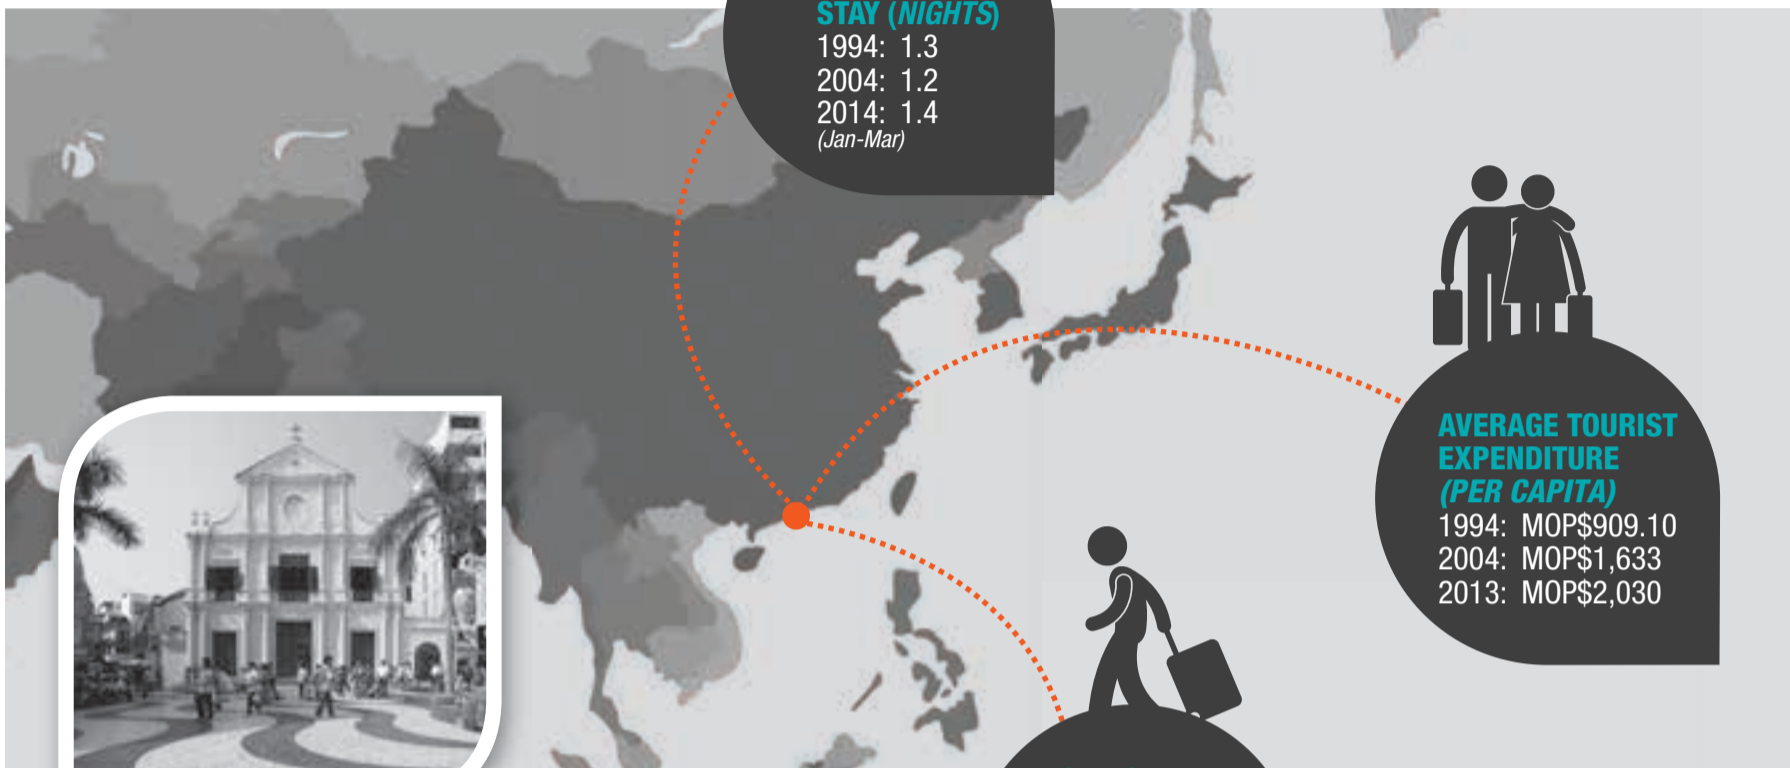 STAY (NIGHTS)
1994: 1.3
2004: 1.2
2014: 1.4
(Jan-Mar)
AVERAGE TOURIST
EXPENDITURE
(PER CAPITA)
1994: MOP$909.10
2004: MOP$1,633
2013: MOP$2,030